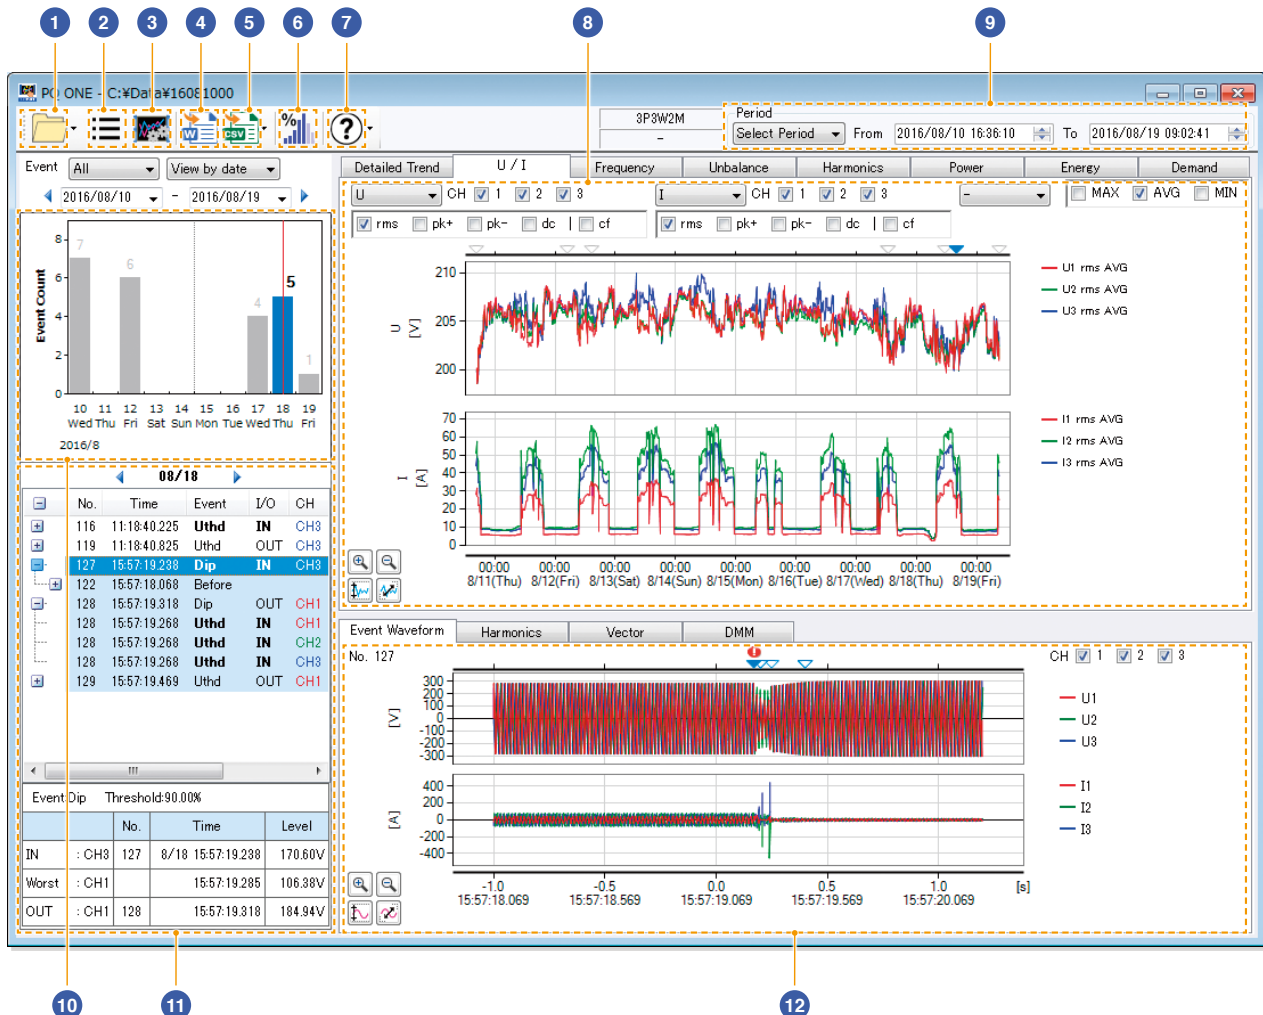 1 2 3 4 5 6 7 8 9
PQ ONE - C:¥Data¥16081000
W CSV % ?
3P3W2M
-
Period
Select Period From 2016/08/10 16:36:10 To 2016/08/19 09:02:41
Event All View by date
2016/08/10 - 2016/08/19
Detailed Trend U / I Frequency Unbalance Harmonics Power Energy Demand
U CH 1 2 3 I CH 1 2 3 - MAX AVG MIN
rms pk+ pk- dc | cf rms pk+ pk- dc | cf
Event Count
8
6
4
2
0
7 6 4 5 1
10 11 12 13 14 15 16 17 18 19
Wed Thu Fri Sat Sun Mon Tue Wed Thu Fri
2016/8
U
[V]
210
205
200
U1 rms AVG
U2 rms AVG
U3 rms AVG
I
[A]
70
60
50
40
30
20
10
0
I1 rms AVG
I2 rms AVG
I3 rms AVG
00:00 00:00 00:00 00:00 00:00 00:00 00:00 00:00 00:00
8/11(Thu) 8/12(Fri) 8/13(Sat) 8/14(Sun) 8/15(Mon) 8/16(Tue) 8/17(Wed) 8/18(Thu) 8/19(Fri)
08/18
No. Time Event I/O CH
116 11:18:40.225 Uthd IN CH3
119 11:18:40.825 Uthd OUT CH3
127 15:57:19.238 Dip IN CH3
122 15:57:18.068 Before
128 15:57:19.318 Dip OUT CH1
128 15:57:19.268 Uthd IN CH1
128 15:57:19.268 Uthd IN CH2
128 15:57:19.268 Uthd IN CH3
129 15:57:19.469 Uthd OUT CH1
Event:Dip Threshold:90.00%
No. Time Level
IN : CH3 127 8/18 15:57:19.238 170.60V
Worst : CH1 15:57:19.285 106.38V
OUT : CH1 128 15:57:19.318 184.94V
Event Waveform Harmonics Vector DMM
No. 127
CH 1 2 3
[V]
300
200
100
0
-100
-200
-300
U1
U2
U3
[A]
400
200
0
-200
-400
I1
I2
I3
-1.0 -0.5 0.0 0.5 1.0 [s]
15:57:18.069 15:57:18.569 15:57:19.069 15:57:19.569 15:57:20.069
10 11 12